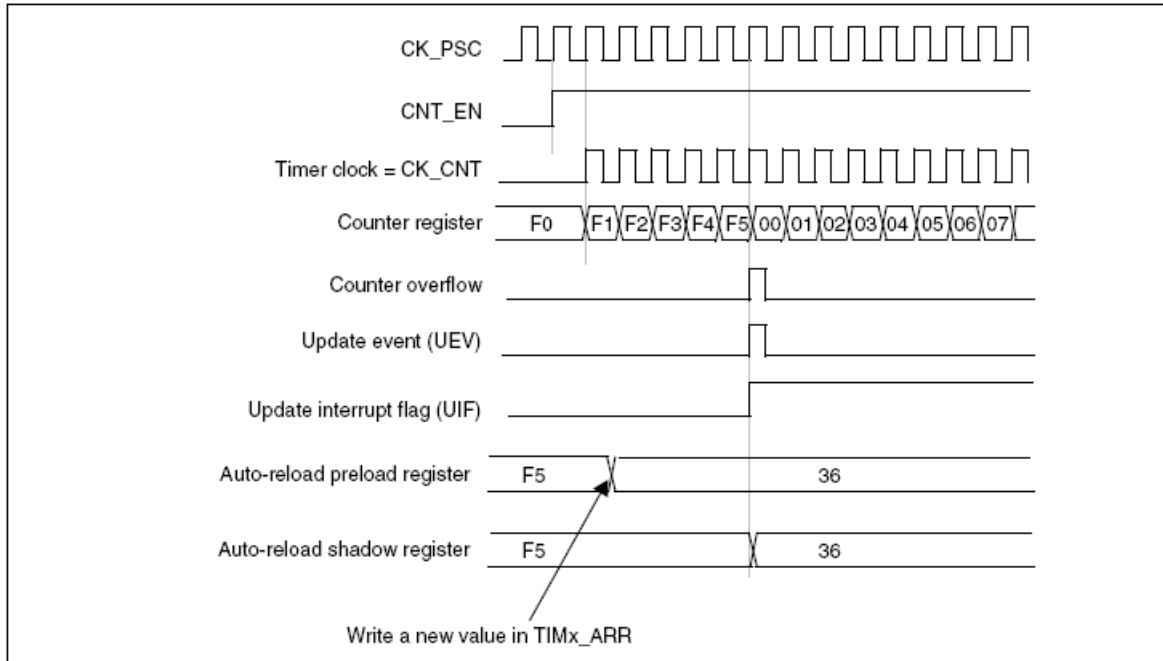 CK_PSC
CNT_EN
Timer clock = CK_CNT
Counter register F0 F1 F2 F3 F4 F5 00 01 02 03 04 05 06 07
Counter overflow
Update event (UEV)
Update interrupt flag (UIF)
Auto-reload preload register F5 36
Auto-reload shadow register F5 36
Write a new value in TIMx_ARR